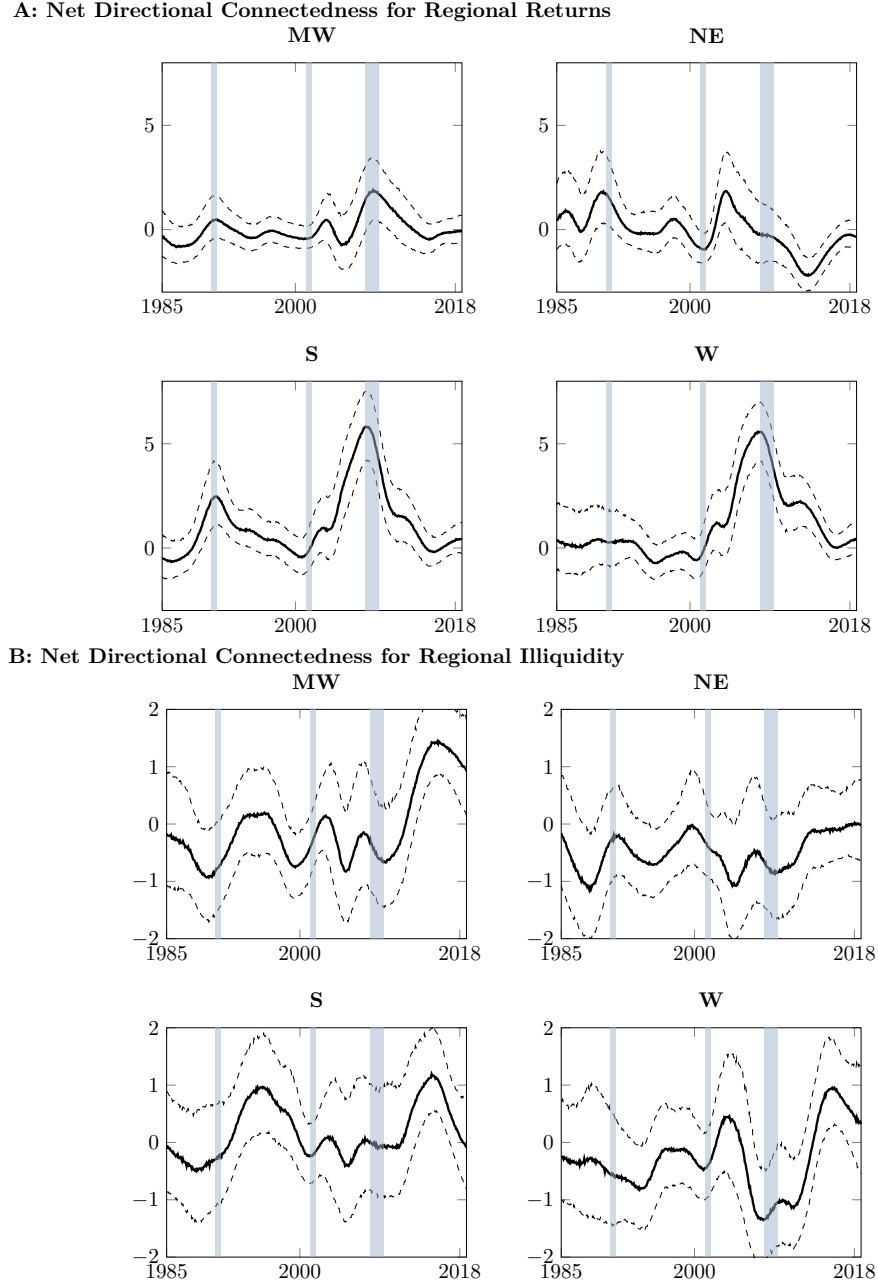 A: Net Directional Connectedness for Regional Returns
MW NE
5 5
0 0
1985 2000 2018 1985 2000 2018
S W
5 5
0 0
1985 2000 2018 1985 2000 2018
B: Net Directional Connectedness for Regional Illiquidity
MW NE
2 2
1 1
0 0
−1 −1
−2 −2
1985 2000 2018 1985 2000 2018
S W
2 2
1 1
0 0
−1 −1
−2 −2
1985 2000 2018 1985 2000 2018